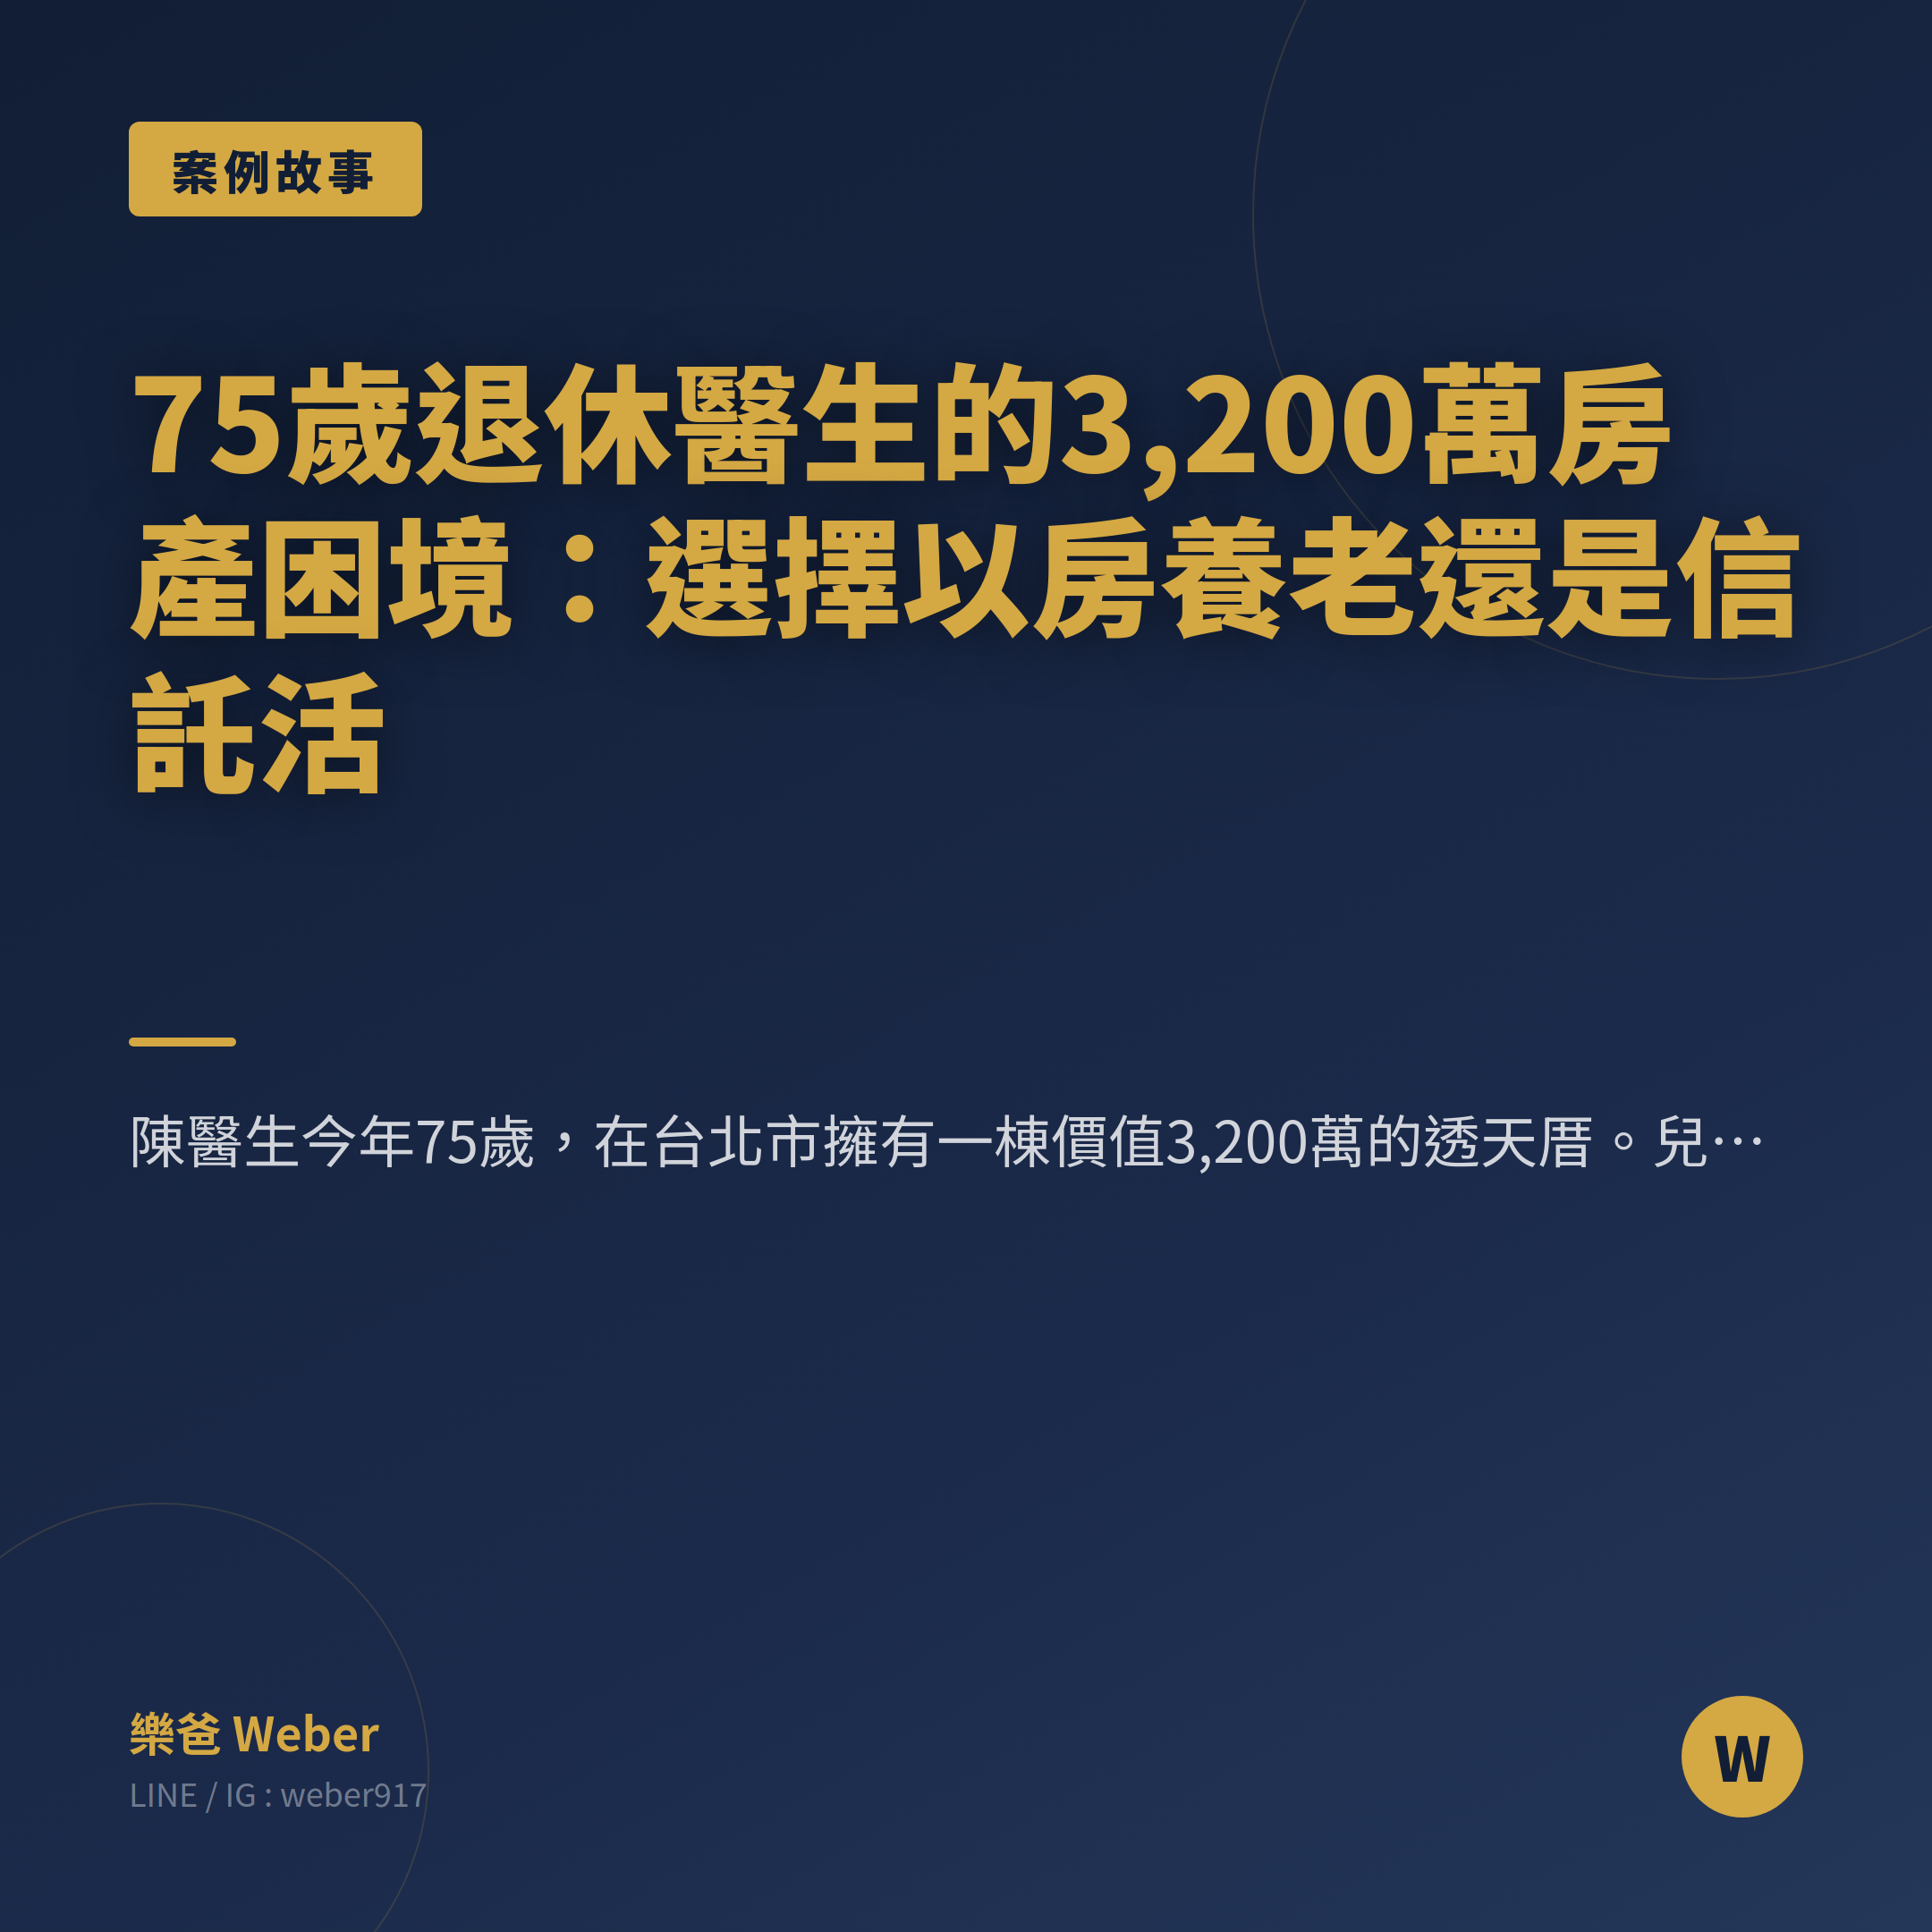 案例故事
75歲退休醫生的3,200萬房
產困境：選擇以房養老還是信
託活
陳醫生今年75歲，在台北市擁有一棟價值3,200萬的透天厝。兒…
樂爸 Weber
LINE / IG : weber917
W